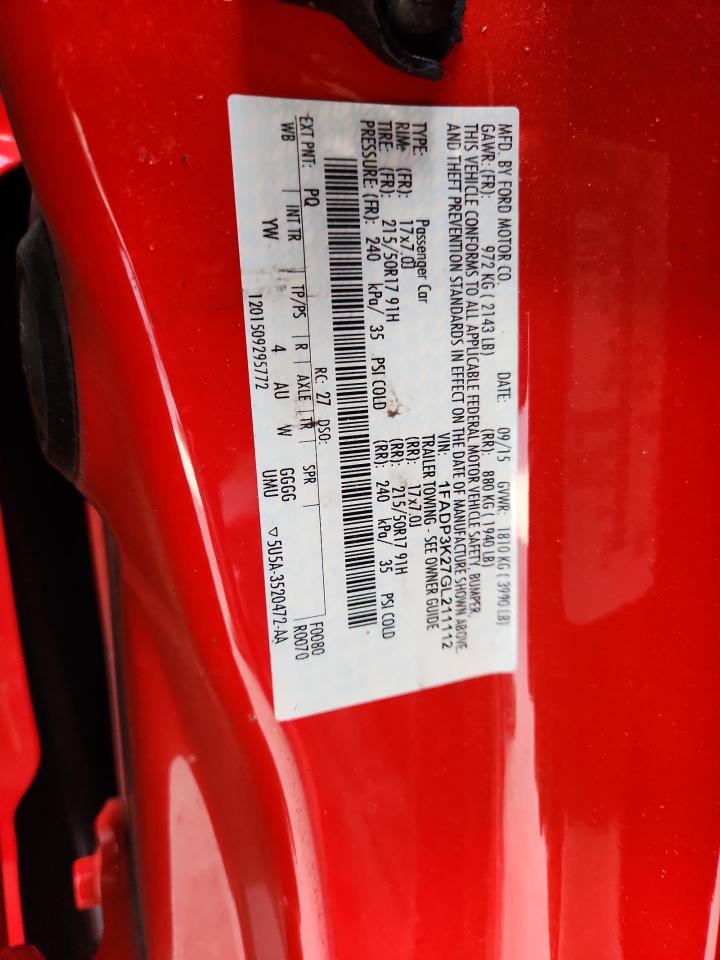 MFD. BY FORD MOTOR CO. DATE: 09/15 GVWR: 1810 KG ( 3990 LB)
GAWR: (FR): 972 KG ( 2143 LB) (RR): 880 KG ( 1940 LB)
THIS VEHICLE CONFORMS TO ALL APPLICABLE FEDERAL MOTOR VEHICLE SAFETY, BUMPER,
AND THEFT PREVENTION STANDARDS IN EFFECT ON THE DATE OF MANUFACTURE SHOWN ABOVE.
VIN: 1FADP3K27GL211112
TYPE: Passenger Car TRAILER TOWING - SEE OWNER GUIDE
RIM: (FR): 17x7.0J (RR): 17x7.0J
TIRE: (FR): 215/50R17 91H (RR): 215/50R17 91H
PRESSURE: (FR): 240 kPa/ 35 PSI COLD (RR): 240 kPa/ 35 PSI COLD
RC: 27 DSO: F0080
EXT PNT: PQ INT TR TP/PS R AXLE TR SPR R0070
WB YW 4 AU W GGGG
UMU
1201509295772 ▽5U5A-3520472-AA